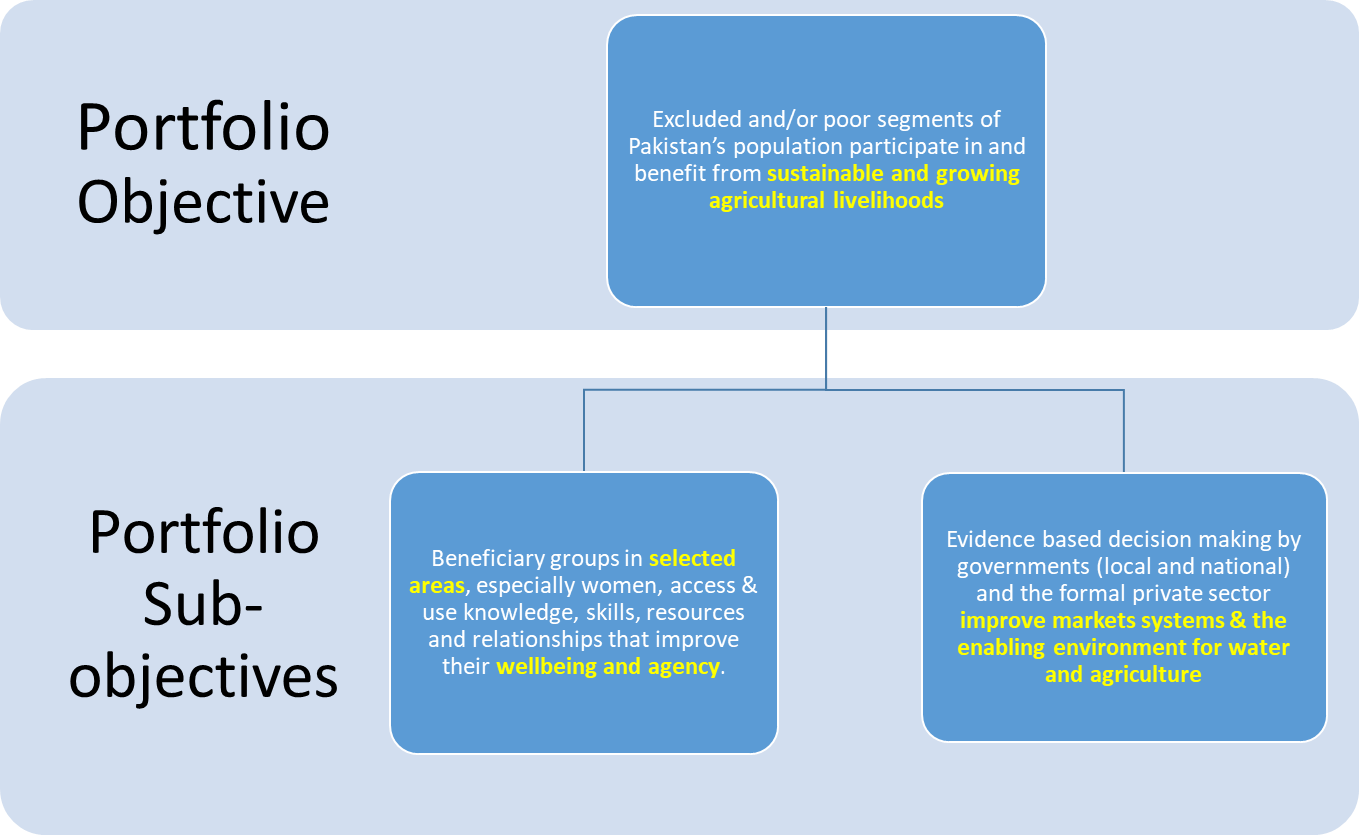 Portfolio
Objective
Excluded and/or poor segments of
Pakistan’s population participate in and
benefit from sustainable and growing
agricultural livelihoods
Portfolio
Sub-
objectives
Beneficiary groups in selected
areas, especially women, access &
use knowledge, skills, resources
and relationships that improve
their wellbeing and agency.
Evidence based decision making by
governments (local and national)
and the formal private sector
improve markets systems & the
enabling environment for water
and agriculture